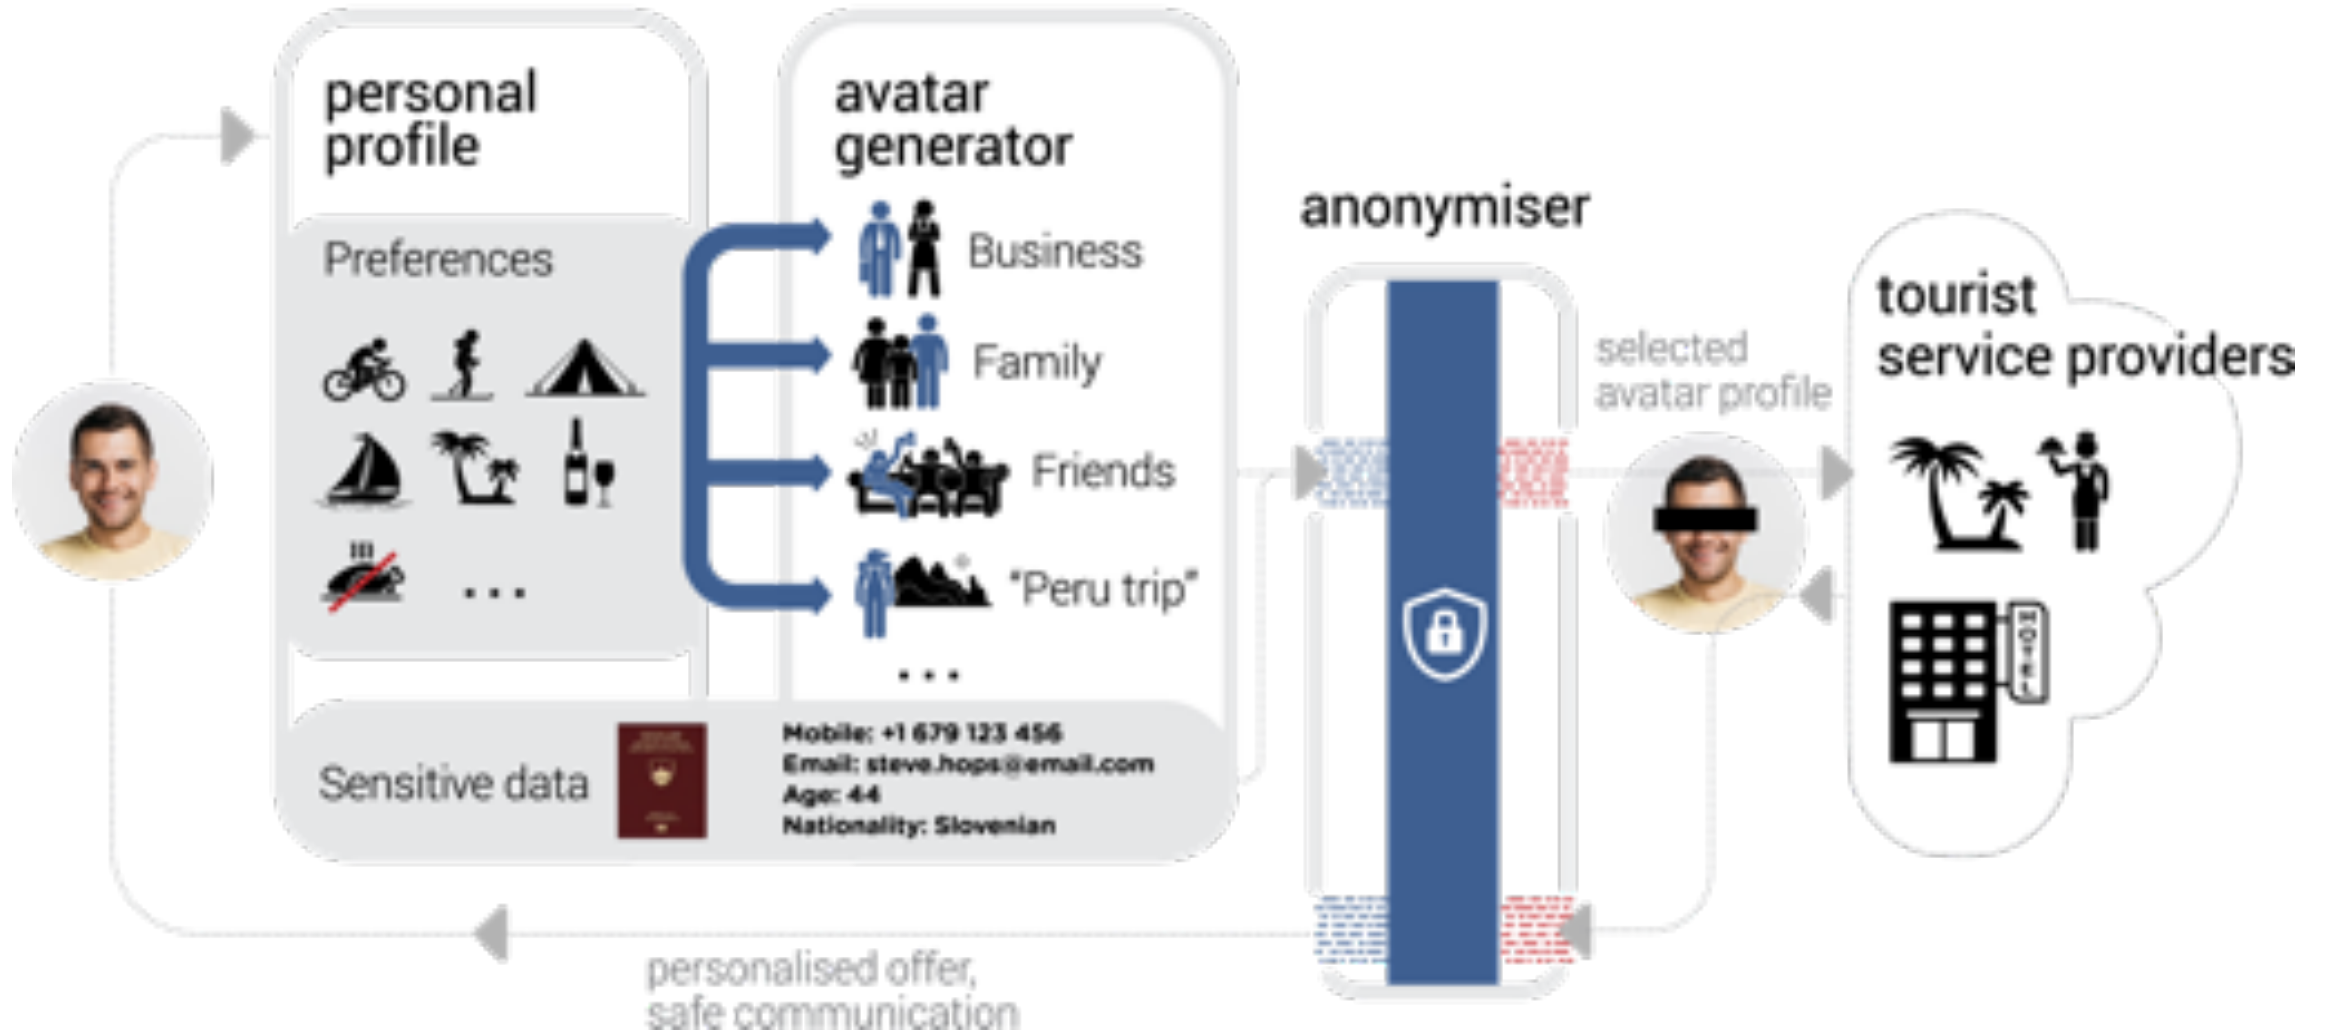 personal
profile
Preferences
Sensitive data
avatar
generator
Business
Family
Friends
"Peru trip"
...
Mobile: +1 679 123 456
Email: steve.hops@email.com
Age: 44
Nationality: Slovenian
anonymiser
selected
avatar profile
tourist
service providers
HOTEL
personalised offer,
safe communication